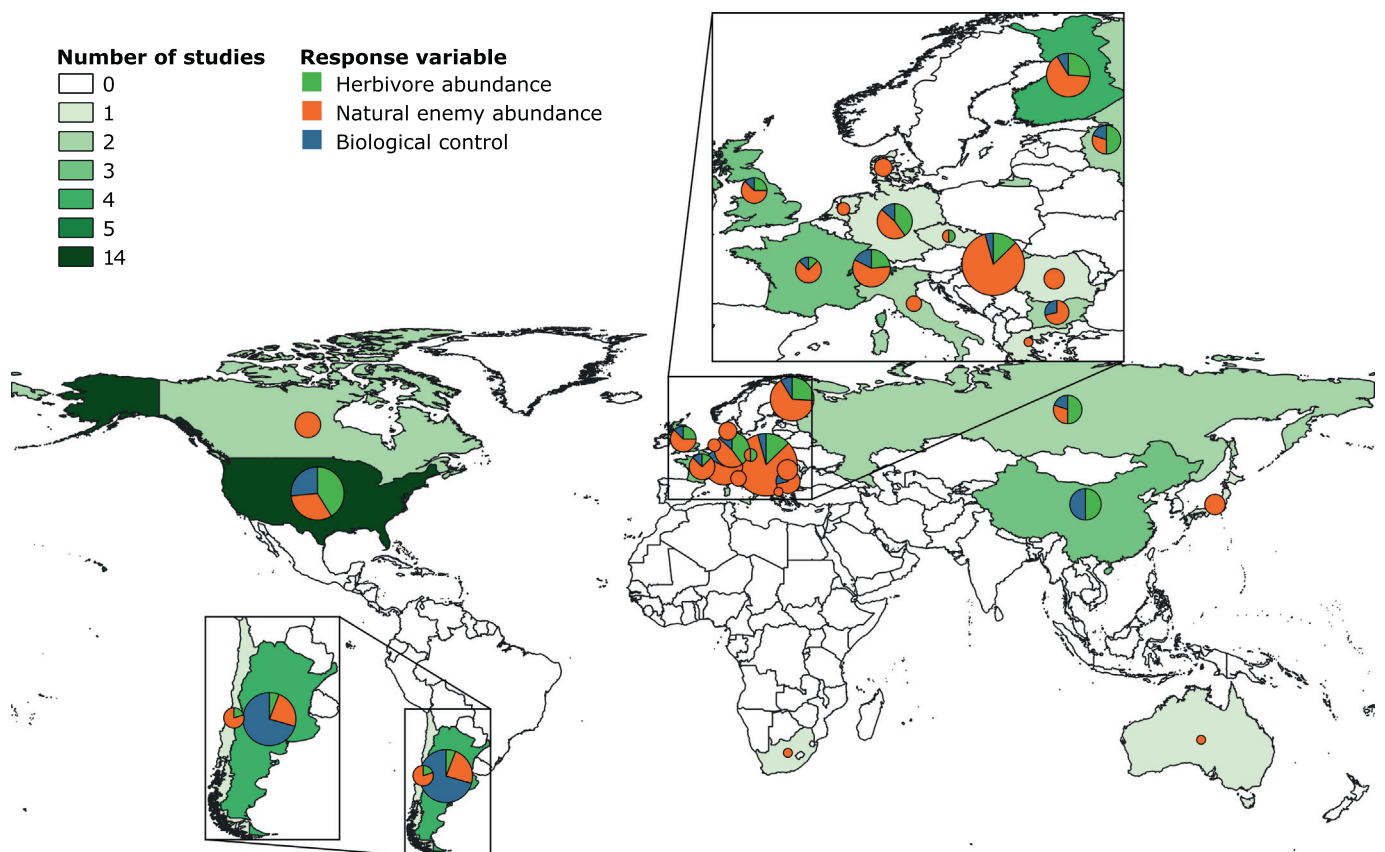 Number of studies
0
1
2
3
4
5
14
Response variable
Herbivore abundance
Natural enemy abundance
Biological control